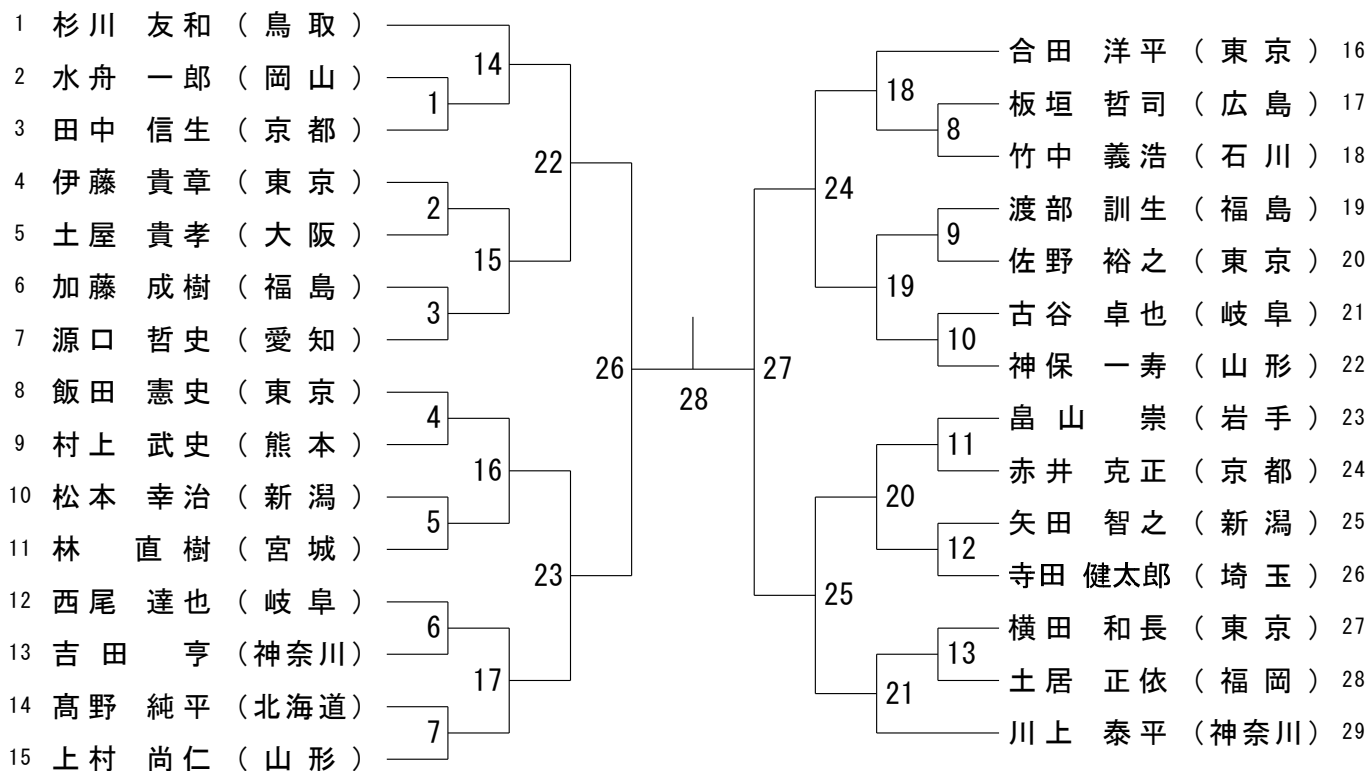 1 杉川 友和 (鳥取)
2 水舟 一郎 (岡山)
3 田中 信生 (京都)
4 伊藤 貴章 (東京)
5 土屋 貴孝 (大阪)
6 加藤 成樹 (福島)
7 源口 哲史 (愛知)
8 飯田 憲史 (東京)
9 村上 武史 (熊本)
10 松本 幸治 (新潟)
11 林 直樹 (宮城)
12 西尾 達也 (岐阜)
13 吉田 亨 (神奈川)
14 髙野 純平 (北海道)
15 上村 尚仁 (山形)
1
2
3
4
5
6
7
14
15
16
17
22
23
26
28
27
24
25
18
19
20
21
8
9
10
11
12
13
合田 洋平 (東京) 16
板垣 哲司 (広島) 17
竹中 義浩 (石川) 18
渡部 訓生 (福島) 19
佐野 裕之 (東京) 20
古谷 卓也 (岐阜) 21
神保 一寿 (山形) 22
畠山 崇 (岩手) 23
赤井 克正 (京都) 24
矢田 智之 (新潟) 25
寺田 健太郎 (埼玉) 26
横田 和長 (東京) 27
土居 正依 (福岡) 28
川上 泰平 (神奈川) 29